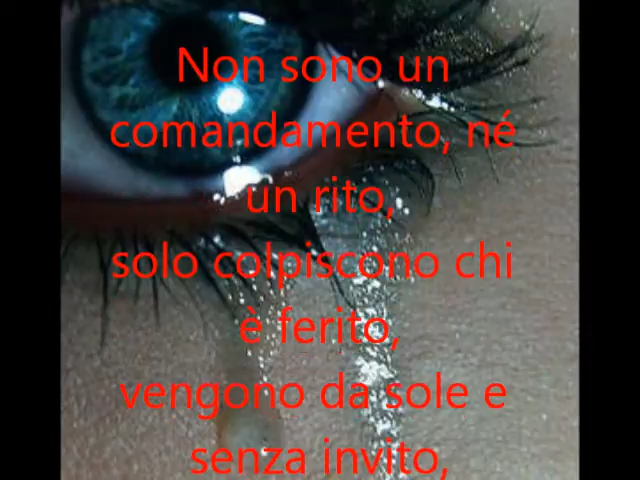 Non sono un
comandamento, né
un rito,
solo colpiscono chi
è ferito,
vengono da sole e
senza invito,